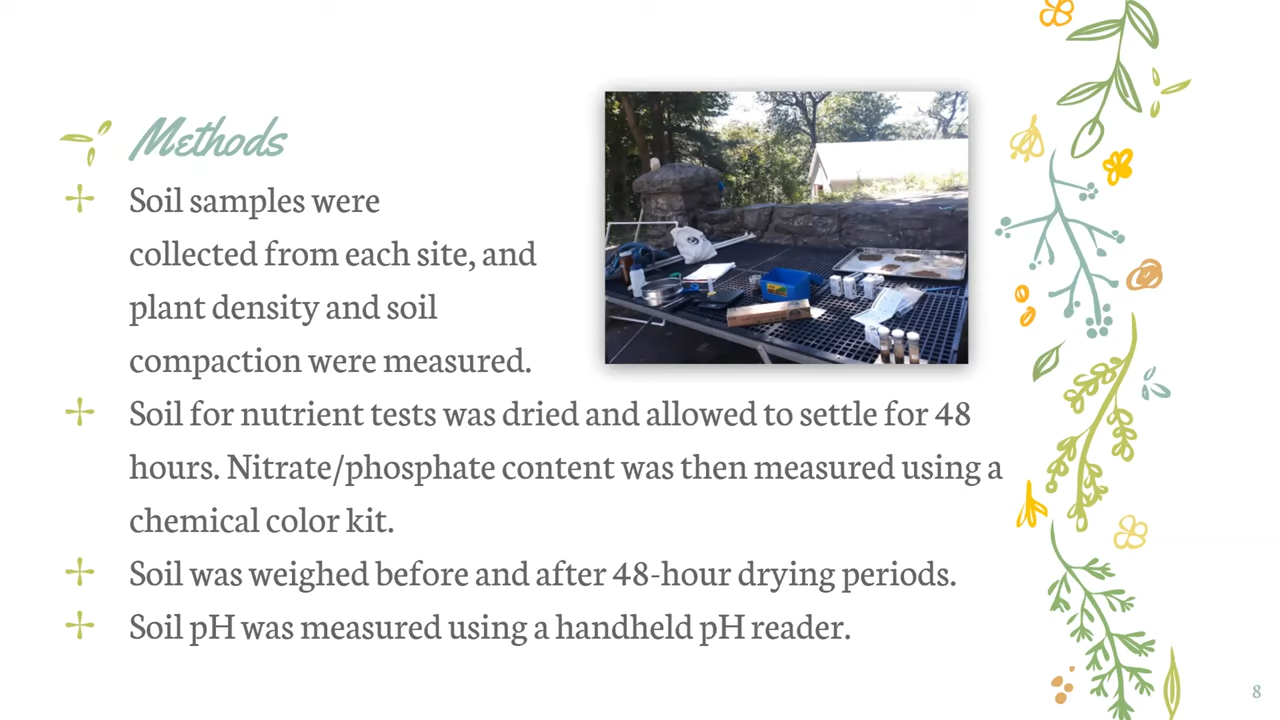 Methods
Soil samples were
collected from each site, and
plant density and soil
compaction were measured.
Soil for nutrient tests was dried and allowed to settle for 48
hours. Nitrate/phosphate content was then measured using a
chemical color kit.
Soil was weighed before and after 48-hour drying periods.
Soil pH was measured using a handheld pH reader.
8